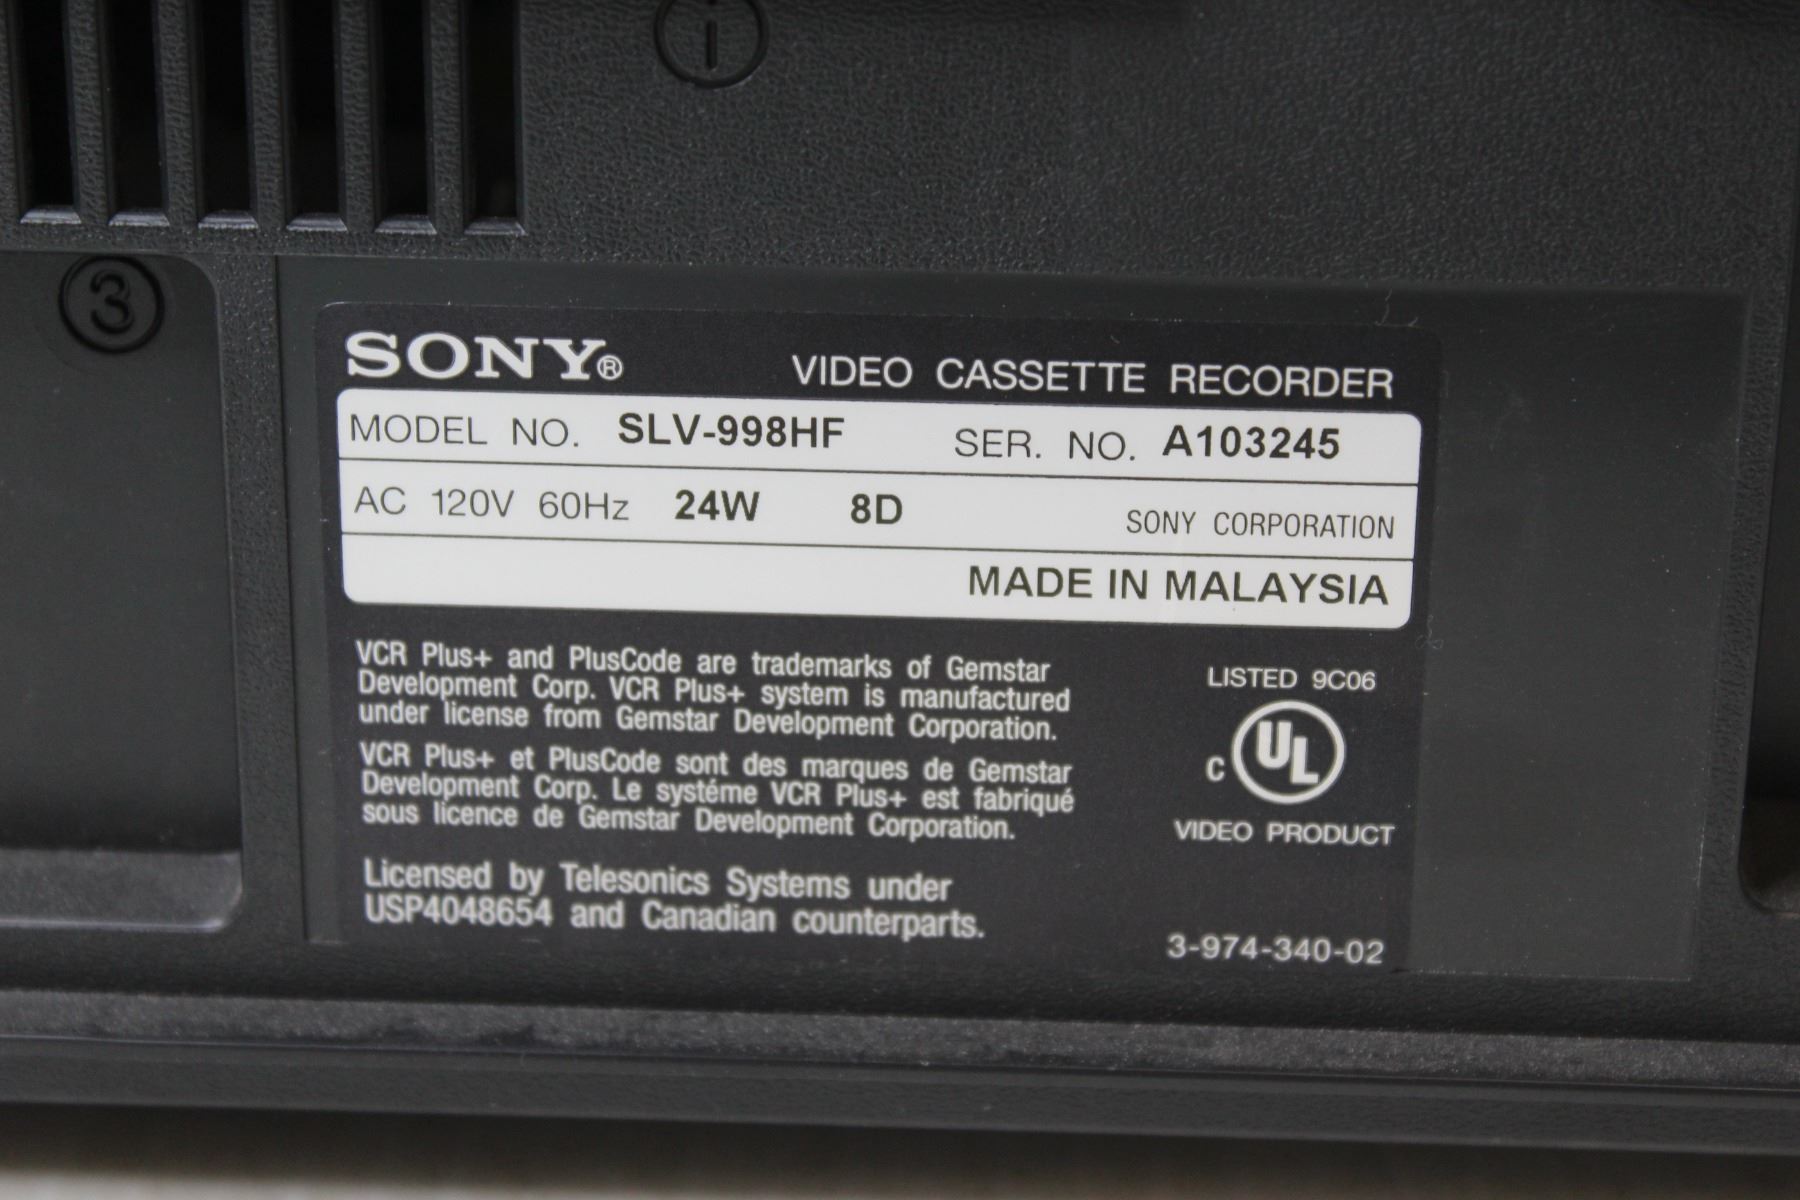 3
SONY®
VIDEO CASSETTE RECORDER
MODEL NO. SLV-998HF
SER. NO. A103245
AC 120V 60Hz 24W 8D
SONY CORPORATION
MADE IN MALAYSIA
VCR Plus+ and PlusCode are trademarks of Gemstar
Development Corp. VCR Plus+ system is manufactured
under license from Gemstar Development Corporation.
VCR Plus+ et PlusCode sont des marques de Gemstar
Development Corp. Le systéme VCR Plus+ est fabriqué
sous licence de Gemstar Development Corporation.
Licensed by Telesonics Systems under
USP4048654 and Canadian counterparts.
LISTED 9C06
C UL
VIDEO PRODUCT
3-974-340-02